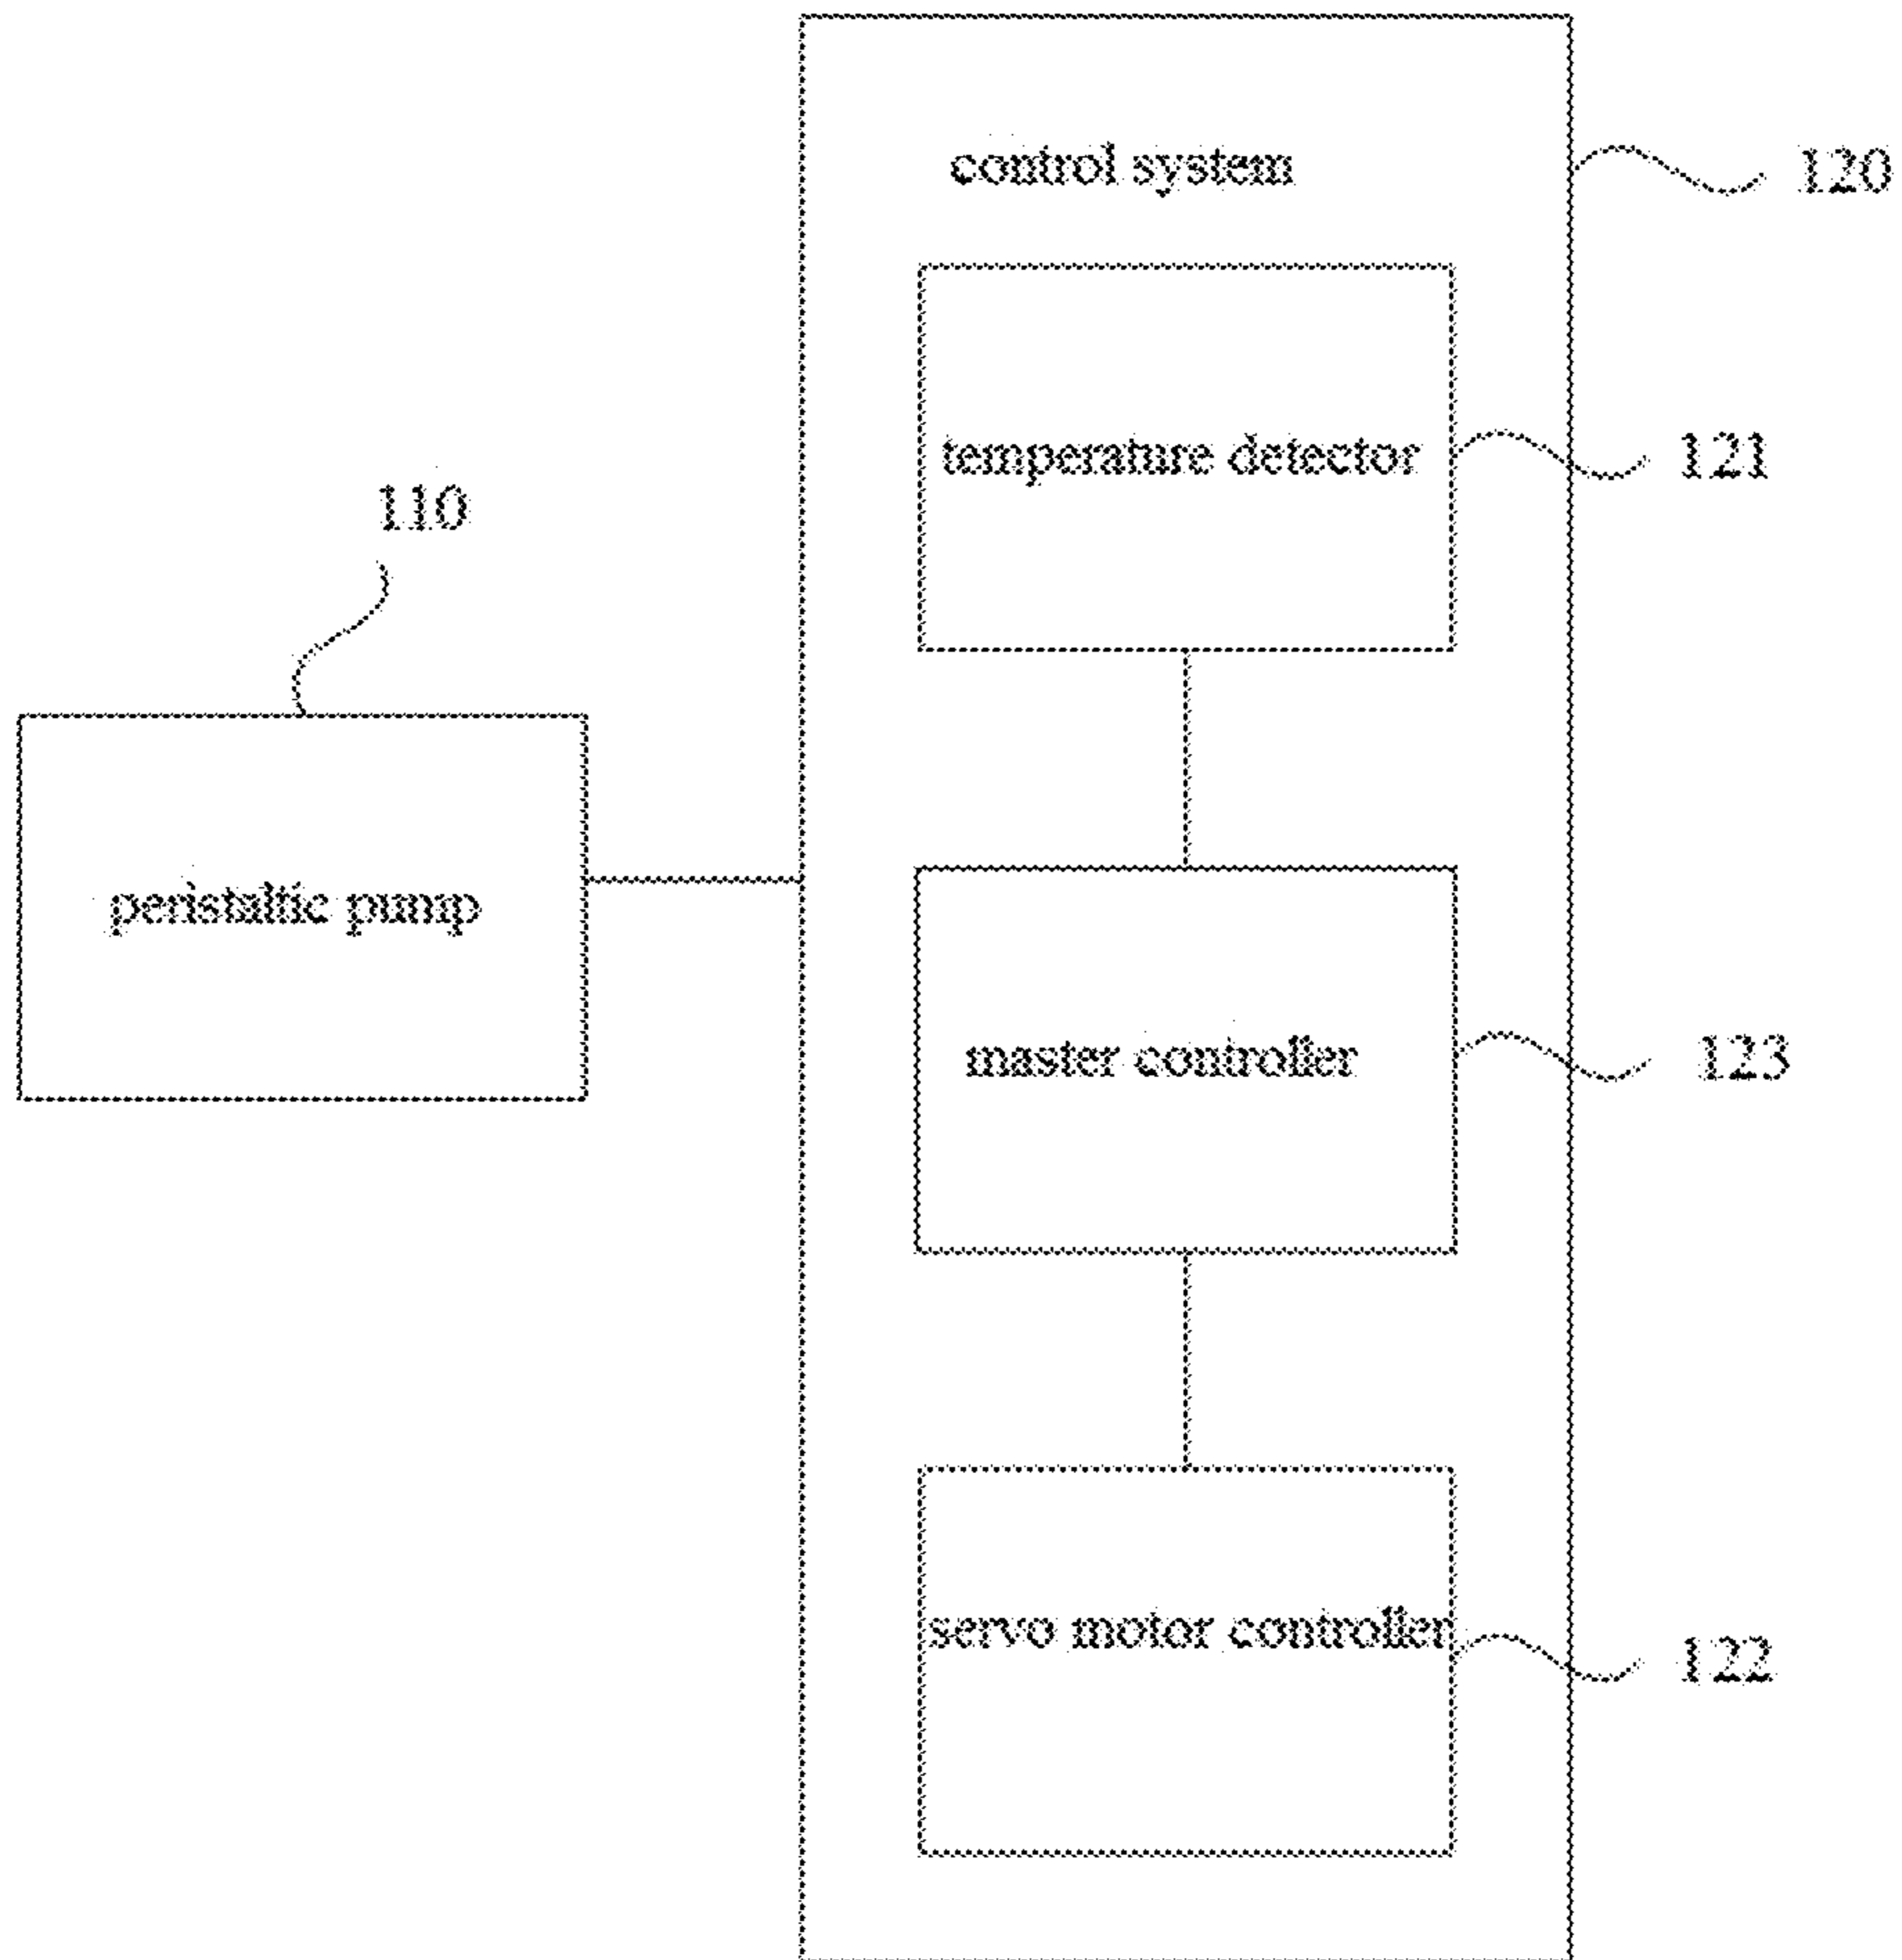 control system
120
temperature detector
121
110
peristaltic pump
master controller
123
servo motor controller
122